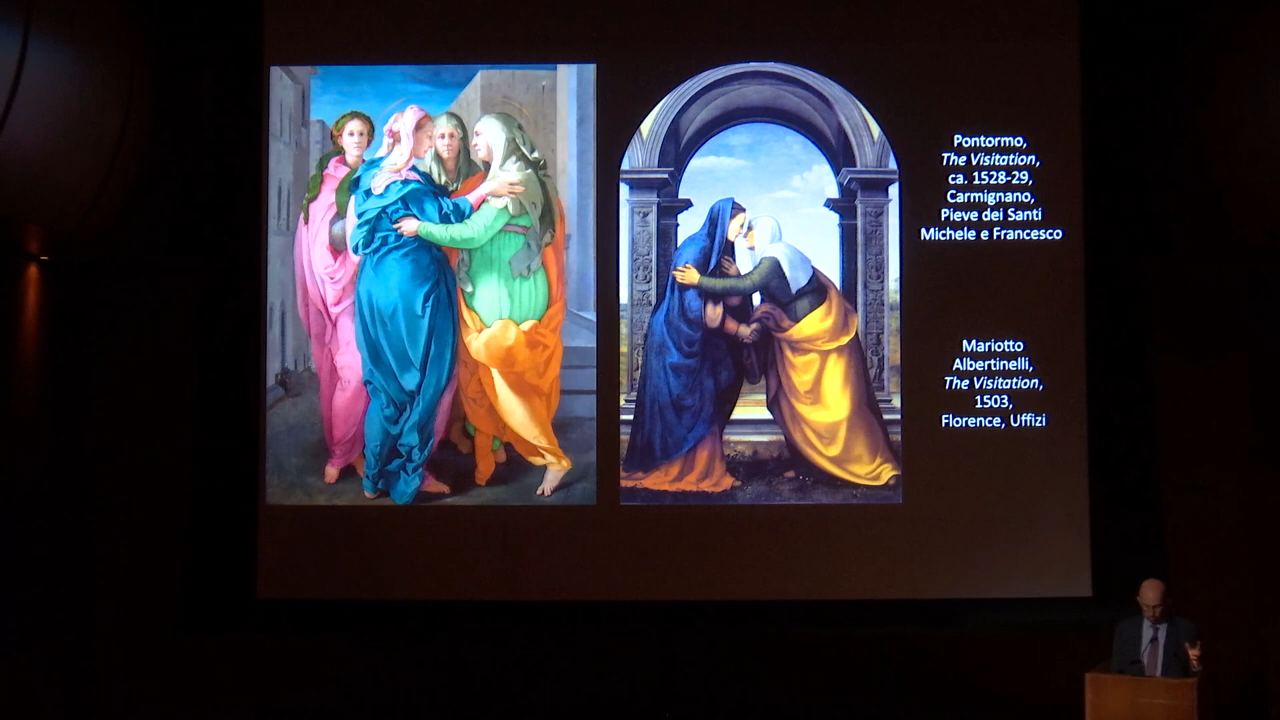 Pontormo,
The Visitation,
ca. 1528-29,
Carmignano,
Pieve dei Santi
Michele e Francesco
Mariotto
Albertinelli,
The Visitation,
1503,
Florence, Uffizi